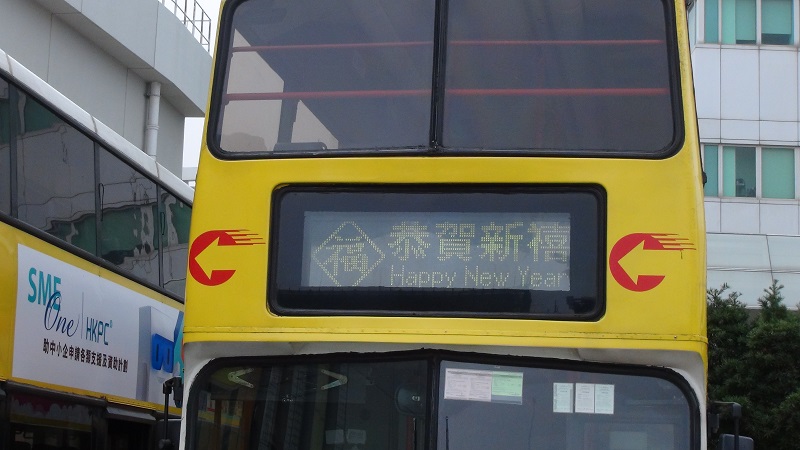 福
恭賀新禧
Happy New Year
SME
One | HKPC®
助中小企申請各類支援及資助計劃